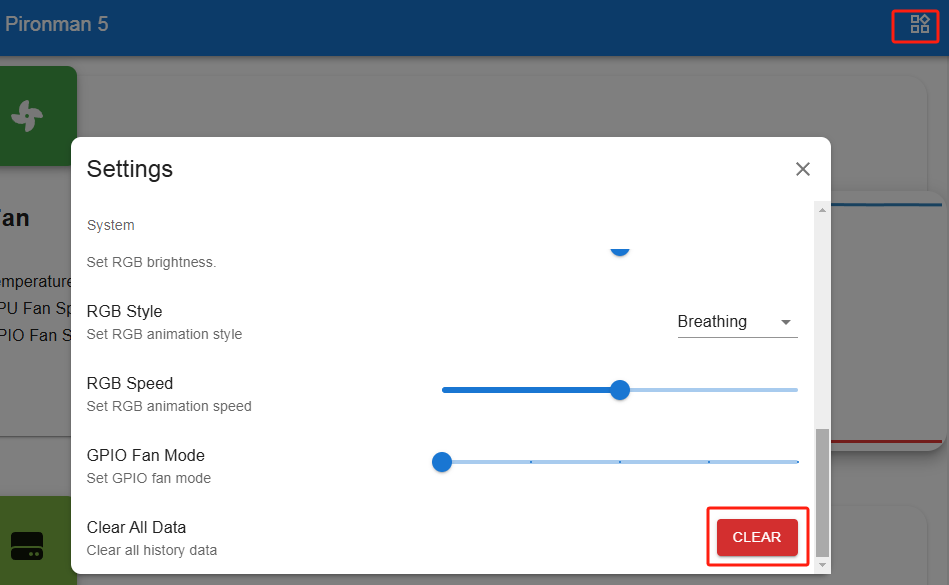 Pironman 5
Settings
System
Set RGB brightness.
RGB Style
Set RGB animation style
Breathing
RGB Speed
Set RGB animation speed
GPIO Fan Mode
Set GPIO fan mode
Clear All Data
Clear all history data
CLEAR
an
emperature
PU Fan Sp
PIO Fan S